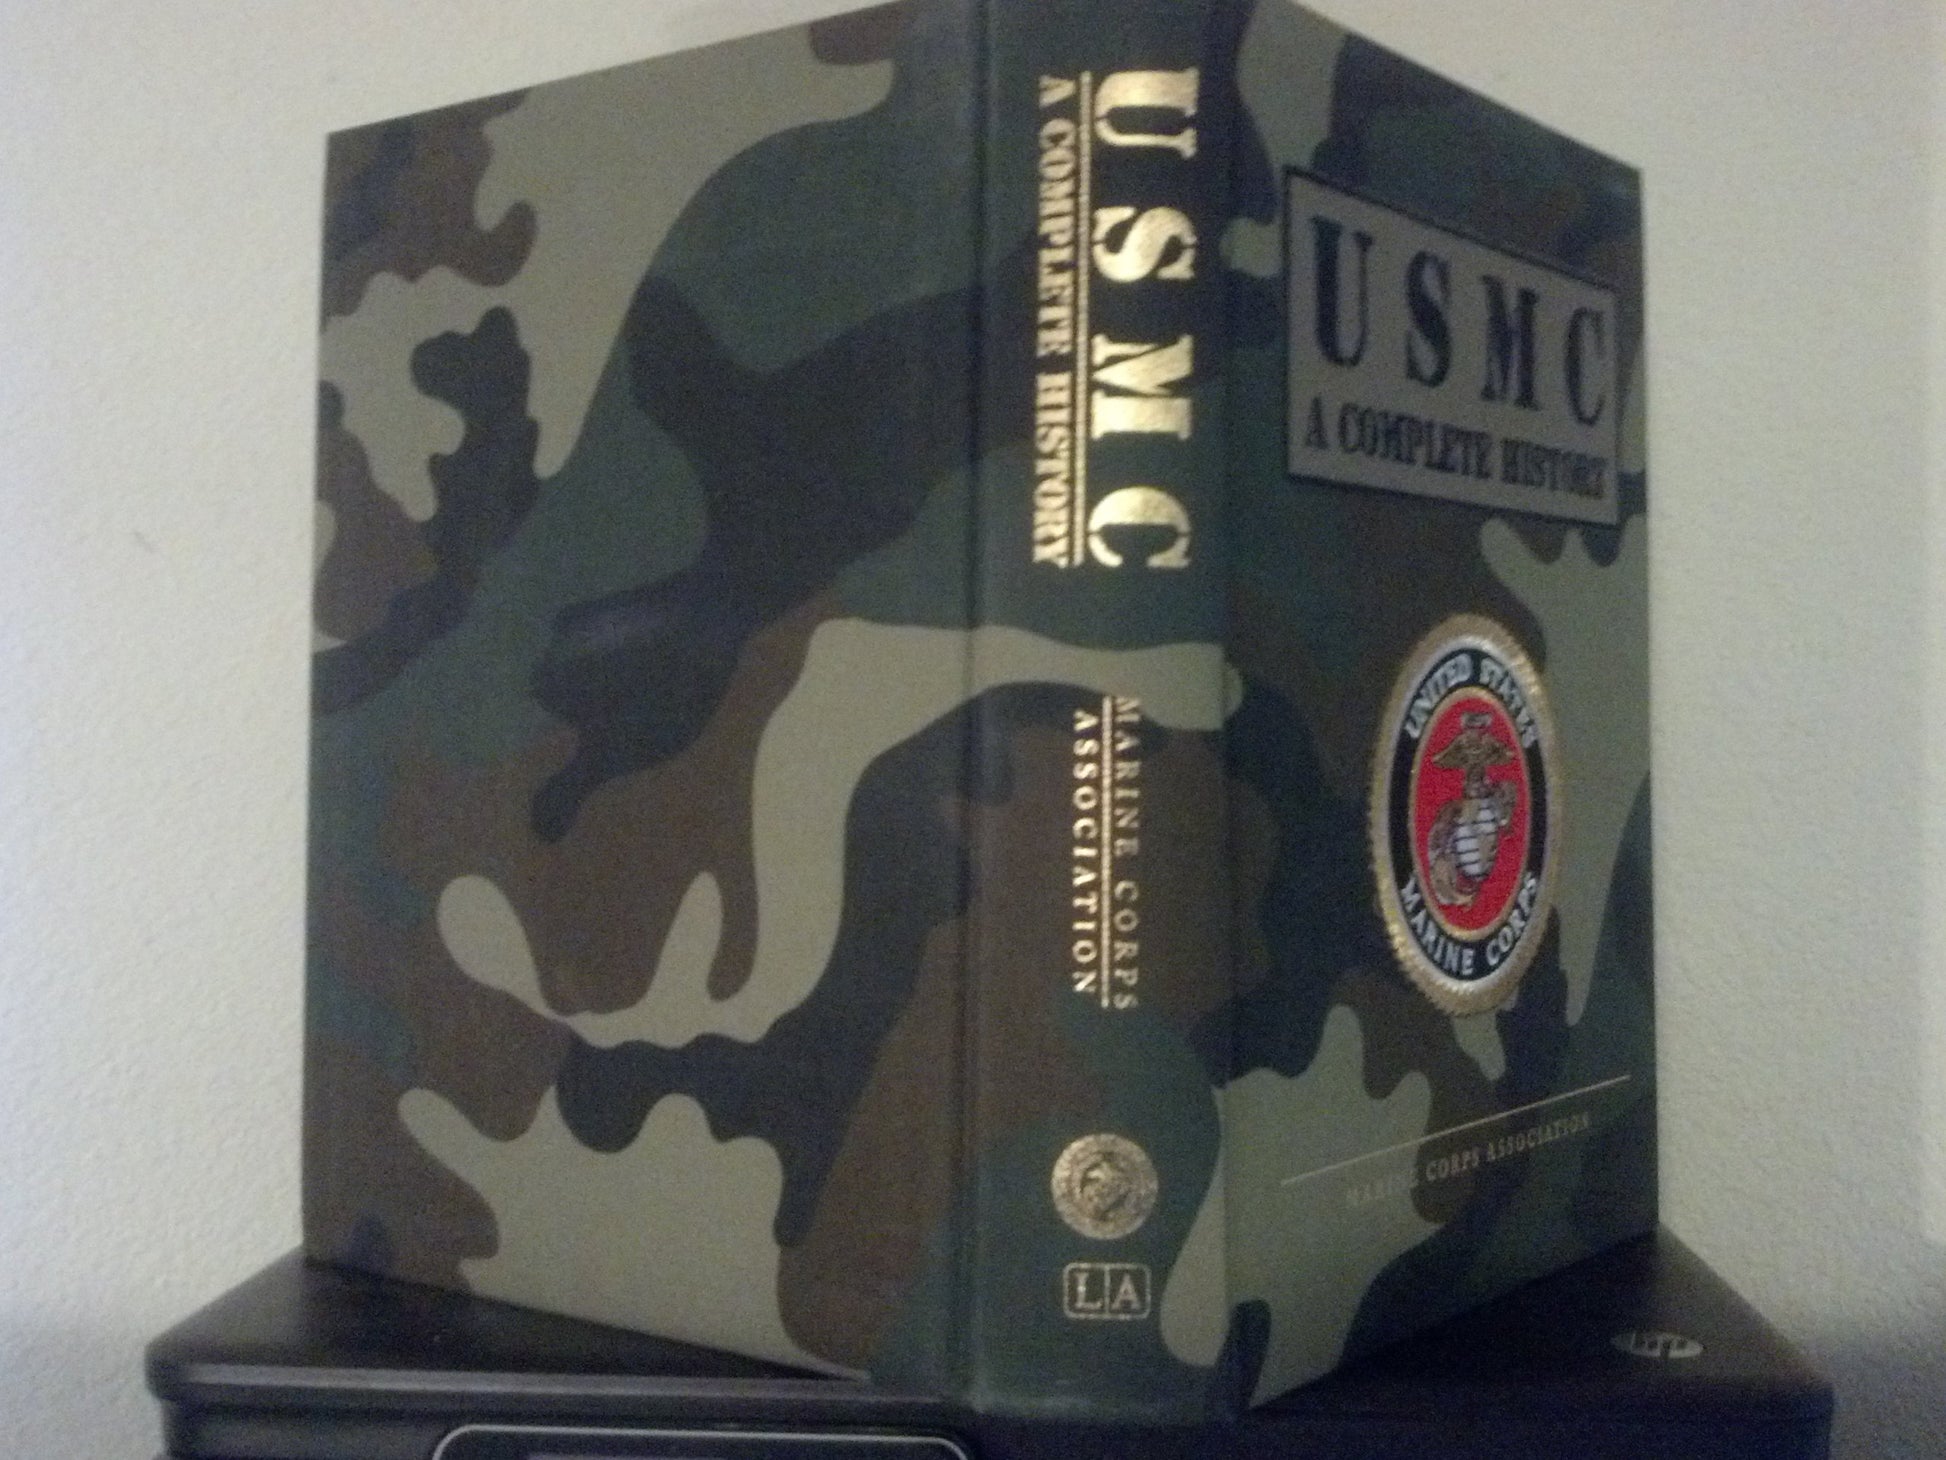 USMC
A COMPLETE HISTORY
MARINE CORPS
ASSOCIATION
LA
USMC
A COMPLETE HISTORY
UNITED STATES
MARINE CORPS
MARINE CORPS ASSOCIATION